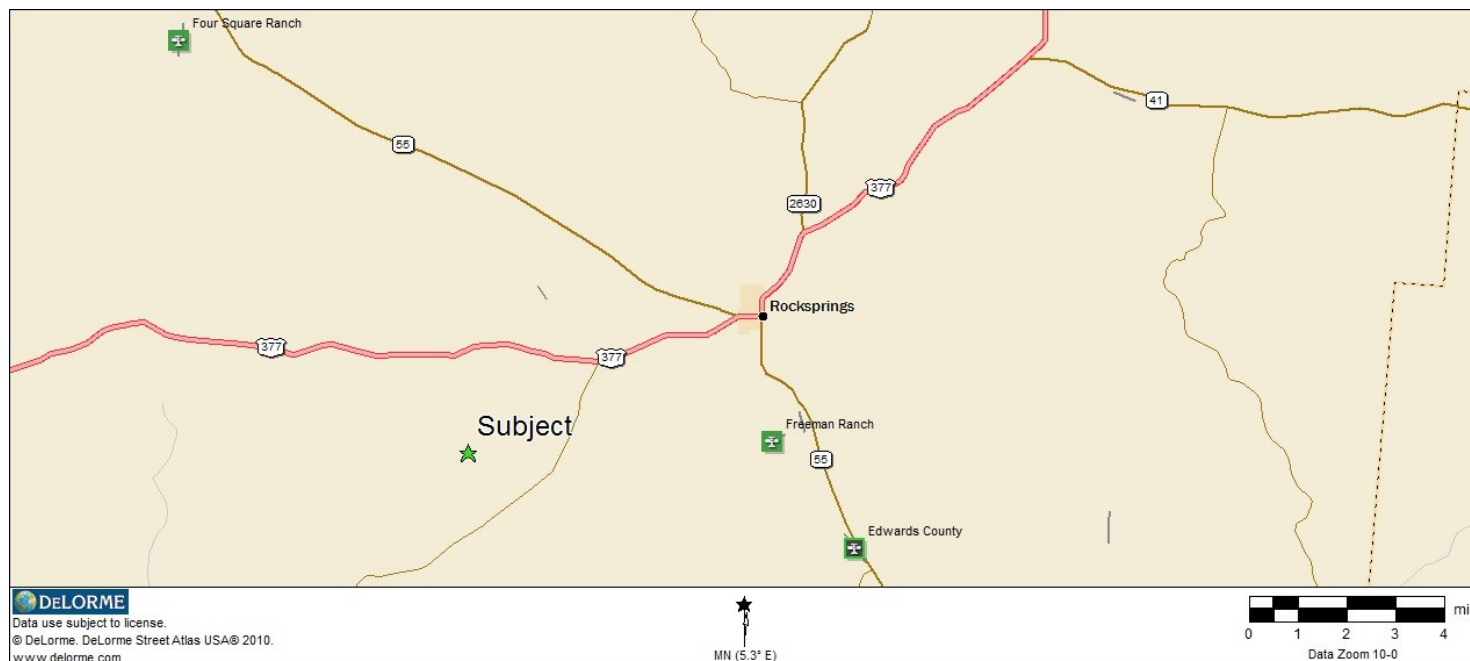 Four Square Ranch
55
41
377
2630
Rocksprings
377
377
Subject
Freeman Ranch
55
Edwards County
DELORME
Data use subject to license.
© DeLorme. DeLorme Street Atlas USA® 2010.
www.delorme.com
MN (5.3° E)
mi
0 1 2 3 4
Data Zoom 10-0